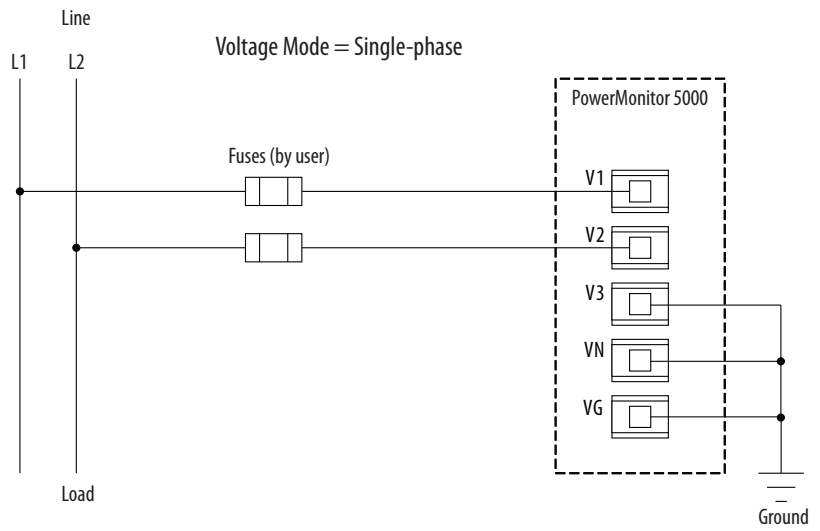 Line
Voltage Mode = Single-phase
L1
L2
PowerMonitor 5000
Fuses (by user)
V1
V2
V3
VN
VG
Load
Ground